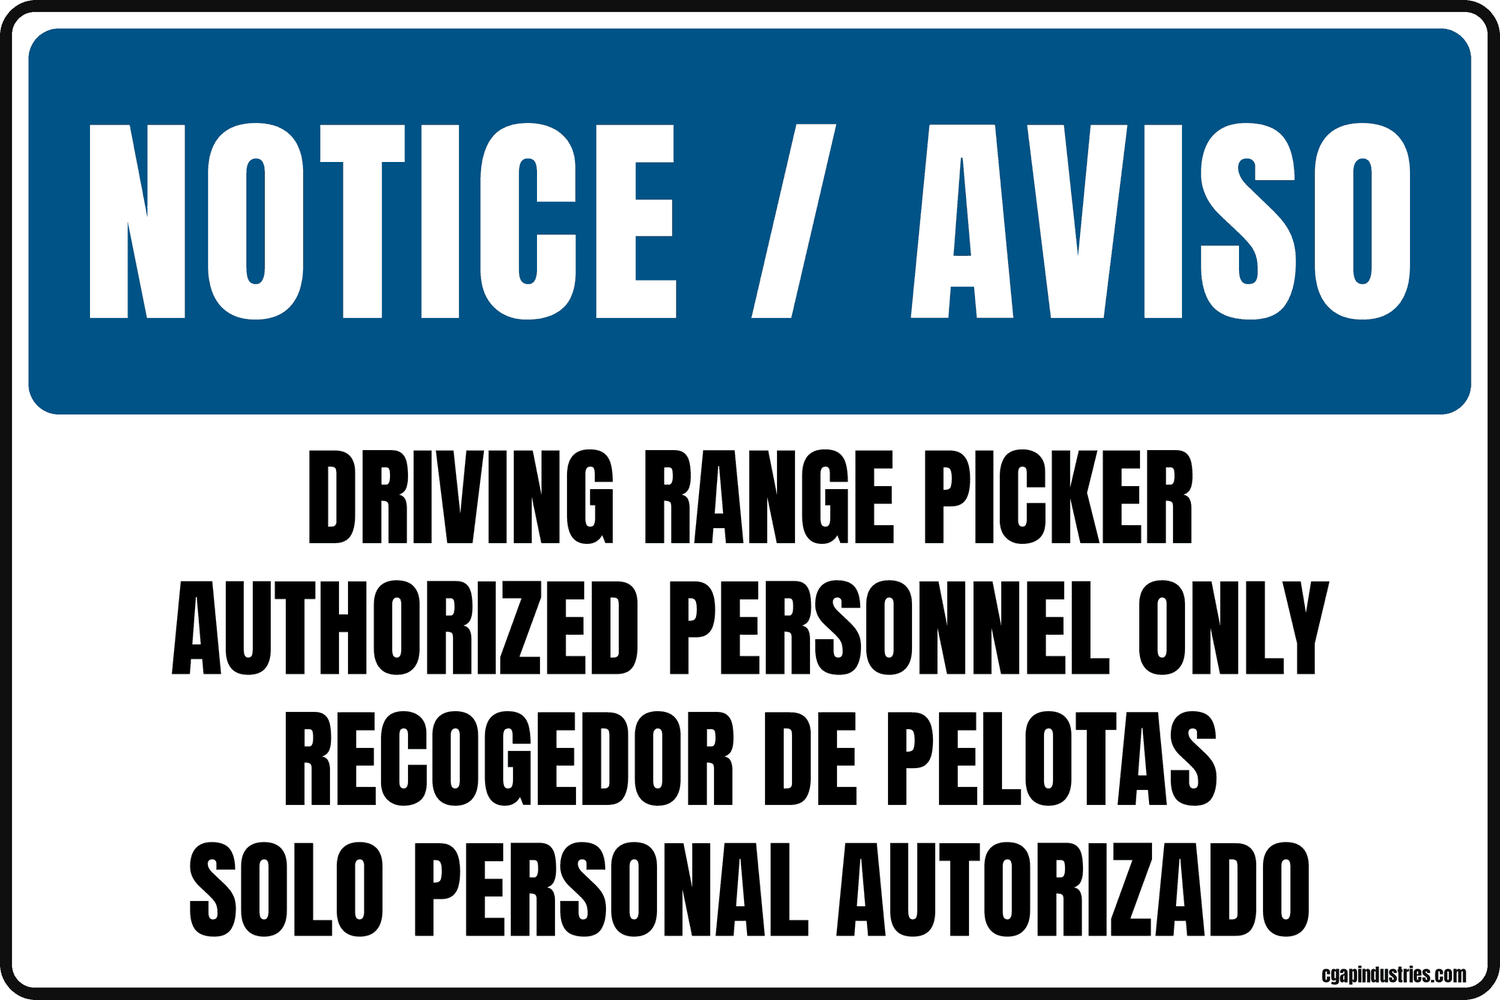 NOTICE / AVISO
DRIVING RANGE PICKER
AUTHORIZED PERSONNEL ONLY
RECOGEDOR DE PELOTAS
SOLO PERSONAL AUTORIZADO
cgapindustries.com